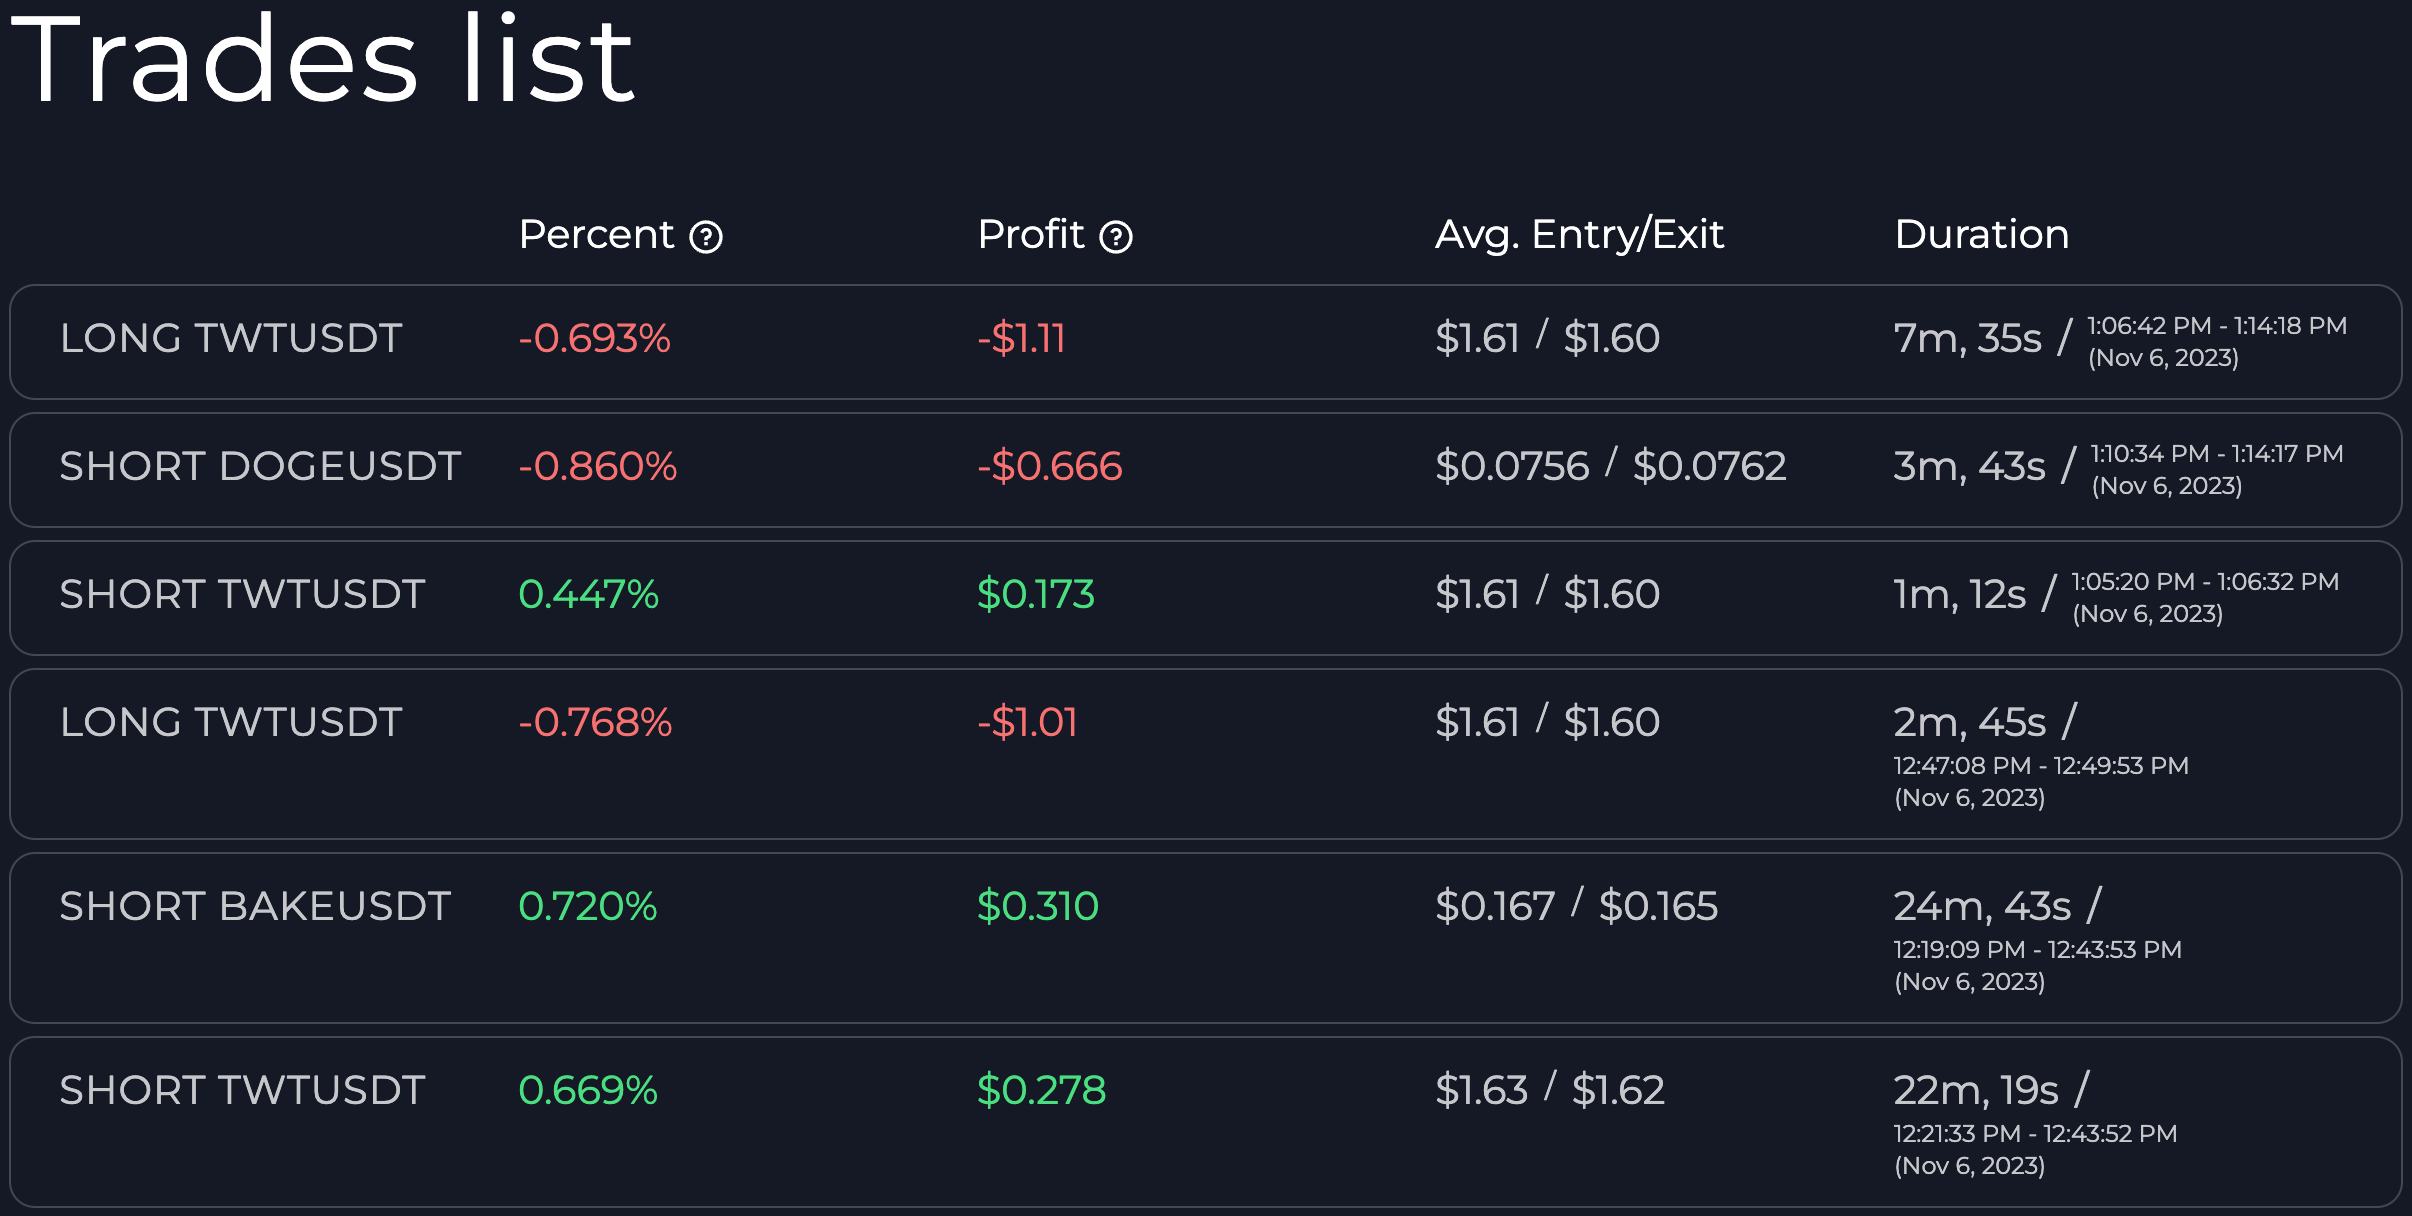 Trades list
Percent Profit Avg. Entry/Exit Duration
LONG TWTUSDT -0.693% -$1.11 $1.61 / $1.60 7m, 35s / 1:06:42 PM - 1:14:18 PM
(Nov 6, 2023)
SHORT DOGEUSDT -0.860% -$0.666 $0.0756 / $0.0762 3m, 43s / 1:10:34 PM - 1:14:17 PM
(Nov 6, 2023)
SHORT TWTUSDT 0.447% $0.173 $1.61 / $1.60 1m, 12s / 1:05:20 PM - 1:06:32 PM
(Nov 6, 2023)
LONG TWTUSDT -0.768% -$1.01 $1.61 / $1.60 2m, 45s /
12:47:08 PM - 12:49:53 PM
(Nov 6, 2023)
SHORT BAKEUSDT 0.720% $0.310 $0.167 / $0.165 24m, 43s /
12:19:09 PM - 12:43:53 PM
(Nov 6, 2023)
SHORT TWTUSDT 0.669% $0.278 $1.63 / $1.62 22m, 19s /
12:21:33 PM - 12:43:52 PM
(Nov 6, 2023)